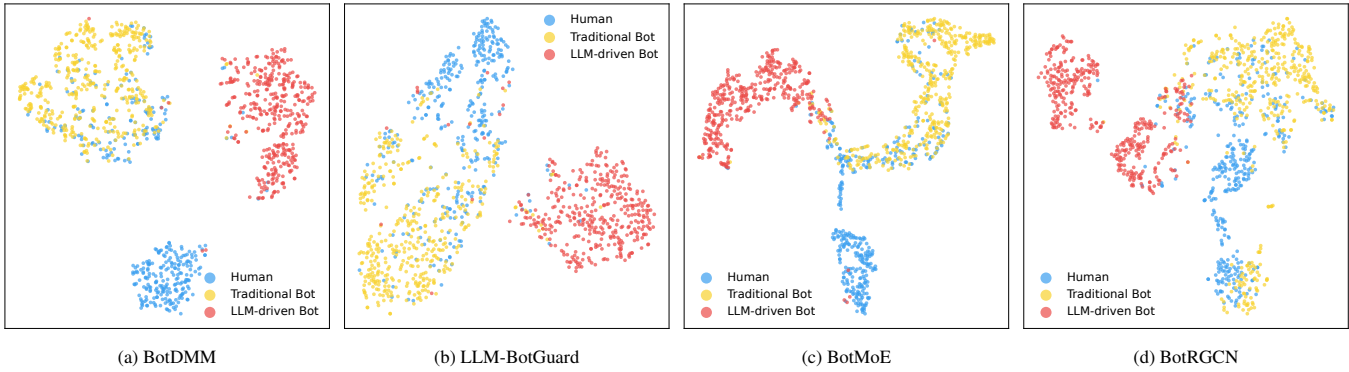 Human
Traditional Bot
LLM-driven Bot
Human
Traditional Bot
LLM-driven Bot
Human
Traditional Bot
LLM-driven Bot
Human
Traditional Bot
LLM-driven Bot
(a) BotDMM
(b) LLM-BotGuard
(c) BotMoE
(d) BotRGCN